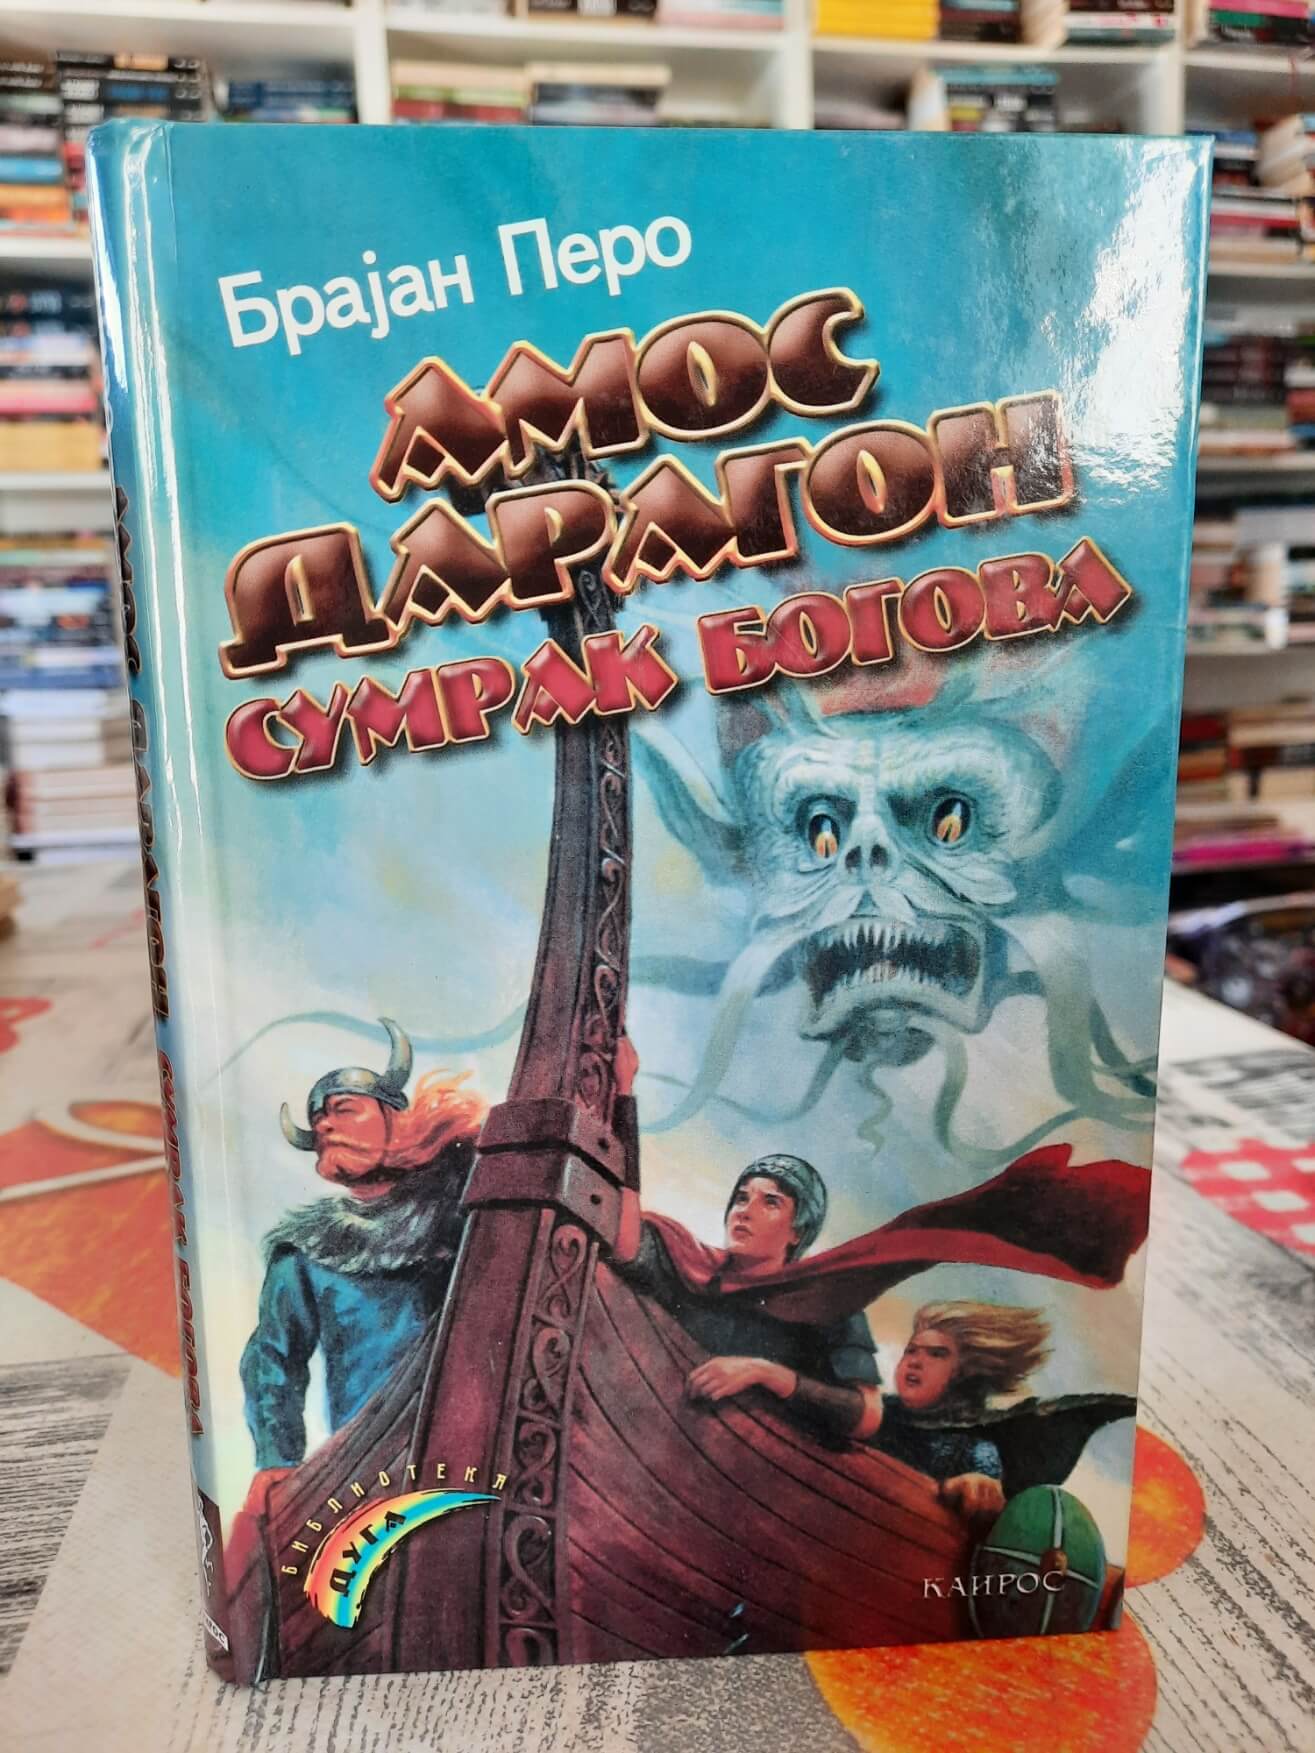 Брајан Перо
АМОС
ДАРАГОН
СУМРАК БОГОВА
БИБЛИОТЕКА
ДУГА
КАИРОС
АМОС ДАРАГОН СУМРАК БОГОВА